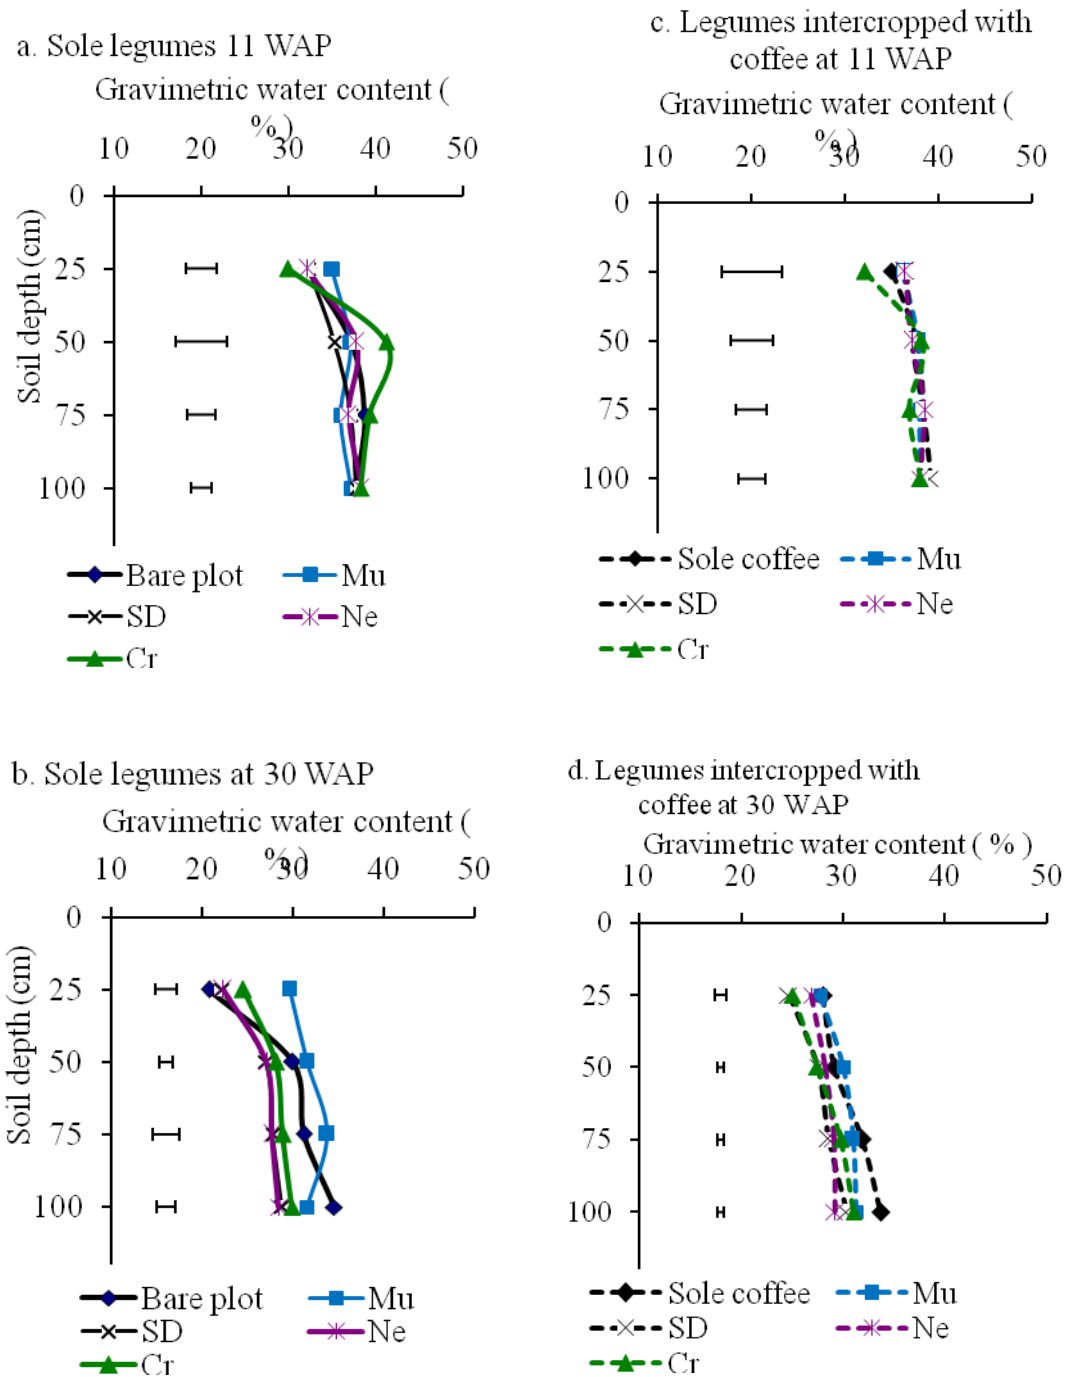 a. Sole legumes 11 WAP
Gravimetric water content (
%)
10 20 30 40 50
0
25
50
75
100
Soil depth (cm)
Bare plot Mu
SD Ne
Cr
c. Legumes intercropped with
coffee at 11 WAP
Gravimetric water content (
%)
10 20 30 40 50
0
25
50
75
100
Sole coffee Mu
SD Ne
Cr
b. Sole legumes at 30 WAP
Gravimetric water content (
%)
10 20 30 40 50
0
25
50
75
100
Soil depth (cm)
Bare plot Mu
SD Ne
Cr
d. Legumes intercropped with
coffee at 30 WAP
Gravimetric water content ( % )
10 20 30 40 50
0
25
50
75
100
Sole coffee Mu
SD Ne
Cr